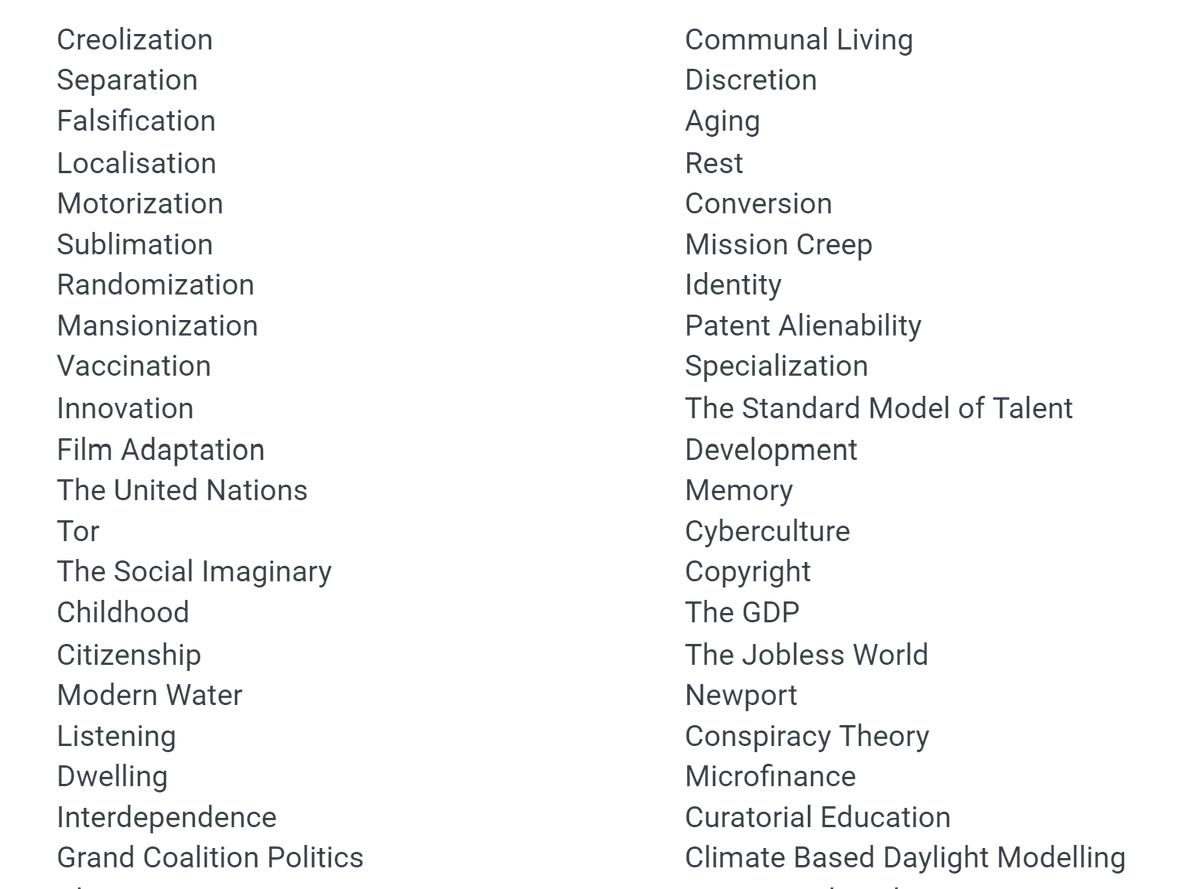 Creolization
Separation
Falsification
Localisation
Motorization
Sublimation
Randomization
Mansionization
Vaccination
Innovation
Film Adaptation
The United Nations
Tor
The Social Imaginary
Childhood
Citizenship
Modern Water
Listening
Dwelling
Interdependence
Grand Coalition Politics
Communal Living
Discretion
Aging
Rest
Conversion
Mission Creep
Identity
Patent Alienability
Specialization
The Standard Model of Talent
Development
Memory
Cyberculture
Copyright
The GDP
The Jobless World
Newport
Conspiracy Theory
Microfinance
Curatorial Education
Climate Based Daylight Modelling